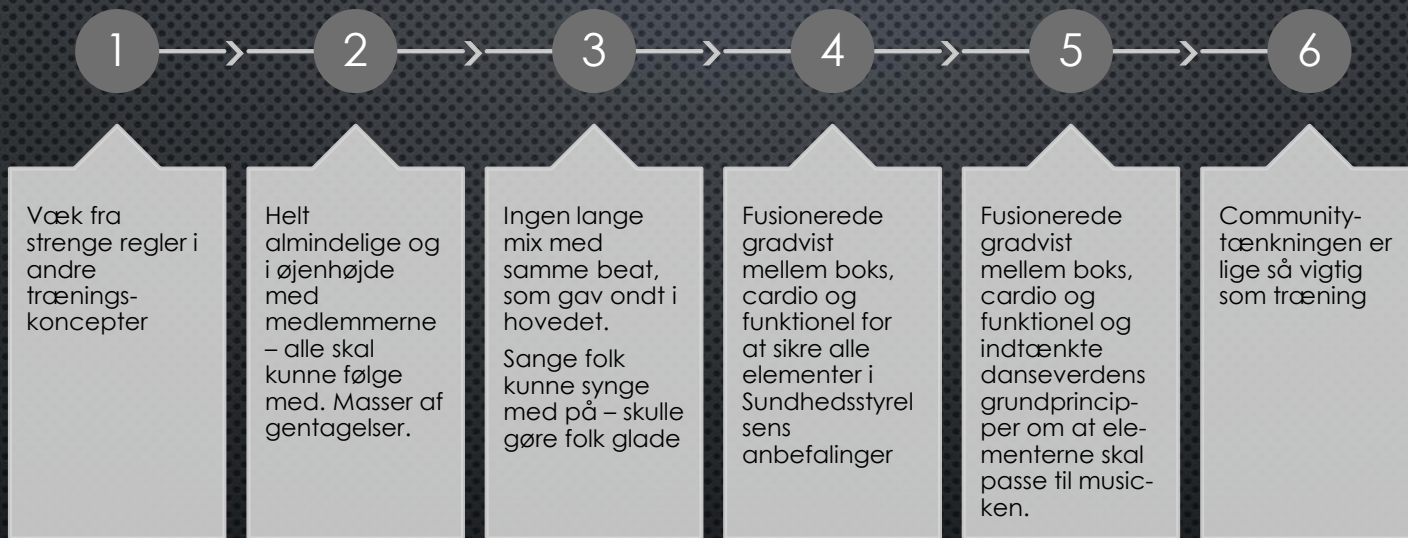 1
2
3
4
5
6
Væk fra
strenge regler i
andre
trænings-
koncepter
Helt
almindelige og
i øjenhøjde
med
medlemmerne
– alle skal
kunne følge
med. Masser af
gentagelser.
Ingen lange
mix med
samme beat,
som gav ondt i
hovedet.
Sange folk
kunne synge
med på – skulle
gøre folk glade
Fusionerede
gradvist
mellem boks,
cardio og
funktionel for
at sikre alle
elementer i
Sundhedsstyrel
sens
anbefalinger
Fusionerede
gradvist
mellem boks,
cardio og
funktionel og
indtænkte
danseverdens
grundprincip-
per om at ele-
menterne skal
passe til music-
ken.
Community-
tænkningen er
lige så vigtig
som træning